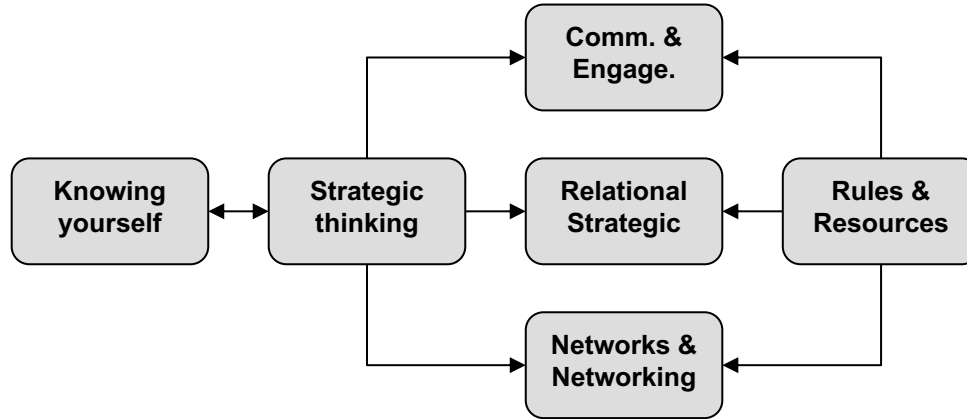 Comm. &
Engage.
Knowing
yourself
Strategic
thinking
Relational
Strategic
Rules &
Resources
Networks &
Networking